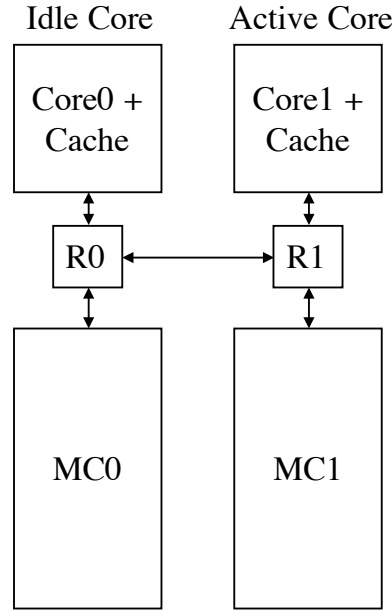 Idle Core
Active Core
Core0 +
Cache
Core1 +
Cache
R0
R1
MC0
MC1